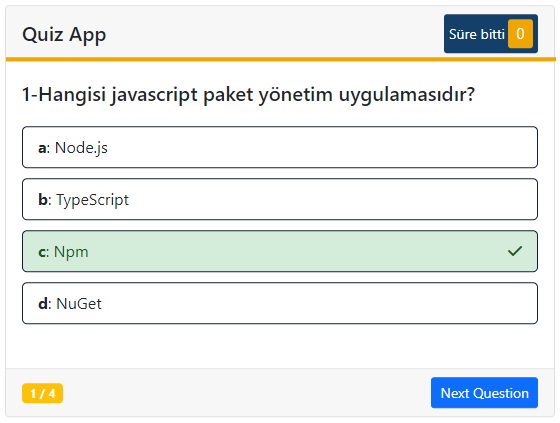 Quiz App
Süre bitti 0
1-Hangisi javascript paket yönetim uygulamasıdır?
a: Node.js
b: TypeScript
c: Npm
d: NuGet
1 / 4
Next Question